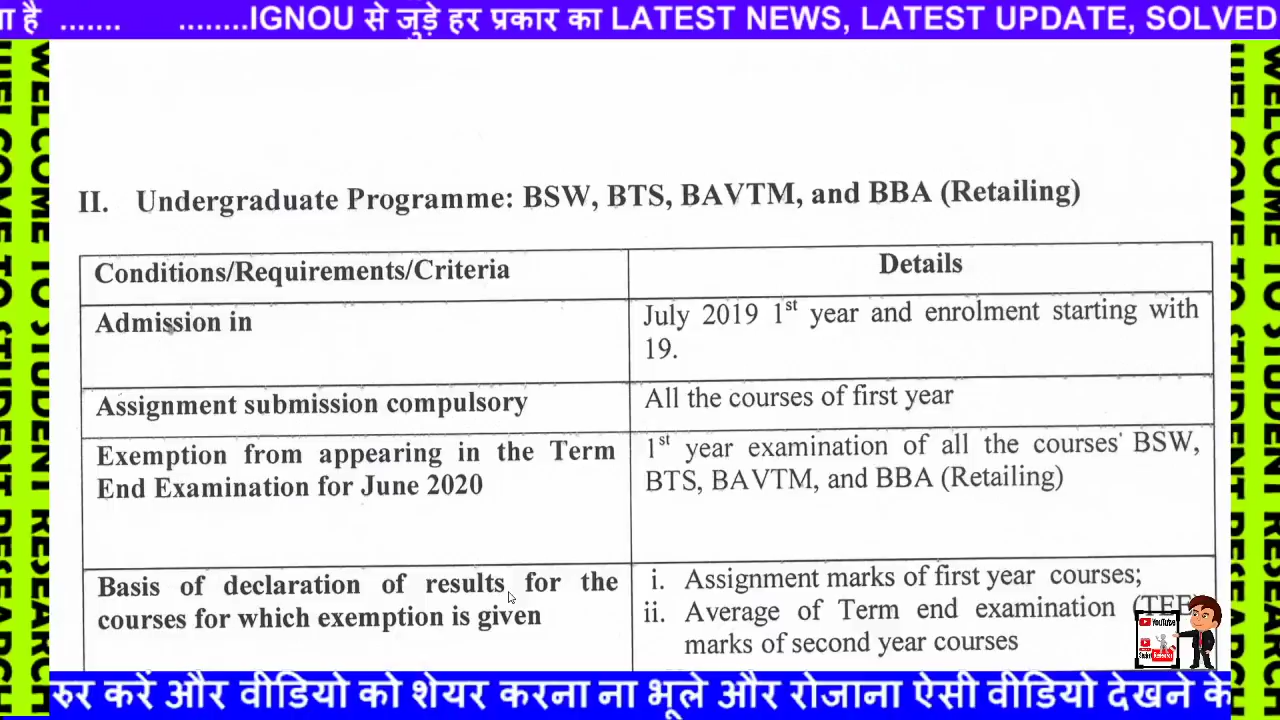 ा है ....... .........IGNOU से जुड़े हर प्रकार का LATEST NEWS, LATEST UPDATE, SOLVED
WELCOME TO STUDENT RESEARCH
WELCOME TO STUDENT RESEARCH
II. Undergraduate Programme: BSW, BTS, BAVTM, and BBA (Retailing)
Conditions/Requirements/Criteria
Details
Admission in
July 2019 1st year and enrolment starting with
19.
Assignment submission compulsory
All the courses of first year
Exemption from appearing in the Term
End Examination for June 2020
1st year examination of all the courses BSW,
BTS, BAVTM, and BBA (Retailing)
Basis of declaration of results for the
courses for which exemption is given
i. Assignment marks of first year courses;
ii. Average of Term end examination (TEE
marks of second year courses
YouTube
रुर करें और वीडियो को शेयर करना ना भूले और रोजाना ऐसी वीडियो देखने के